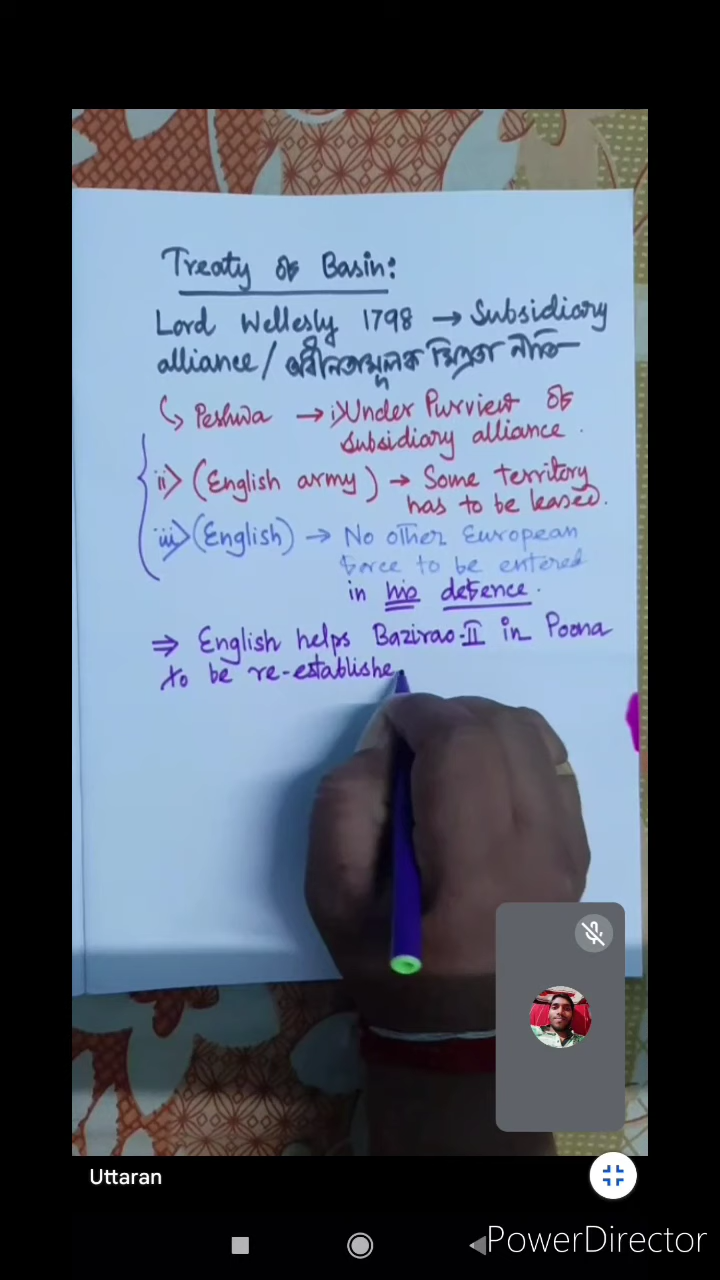 Treaty of Basin:
Lord Wellesly 1798 → Subsidiary
alliance / অধীনতামূলক মিত্রতা নীতি
↳ Peshwa → i) Under Purview of
subsidiary alliance.
ii) (English army) → Some territory
has to be leased.
iii) (English) → No other European
force to be entered
in his defence.
⇒ English helps Bazirao-II in Poona
to be re-establishe
Uttaran
PowerDirector